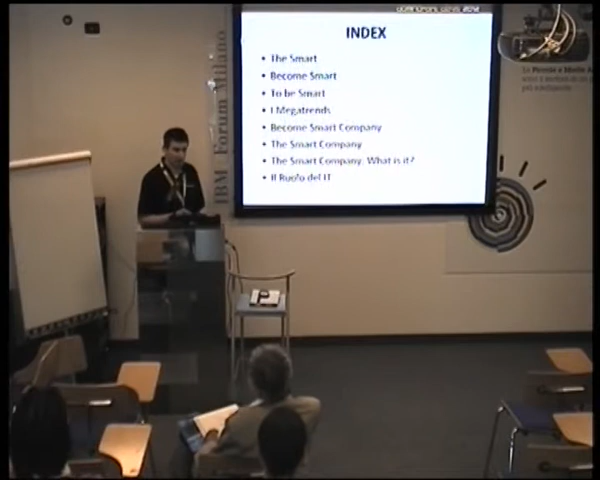 INDEX
• The Smart
• Become Smart
• To be Smart
• I Megatrends
• Become Smart Company
• The Smart Company
• The Smart Company. What is it?
• Il Ruolo del IT
IBM Forum Milano
P